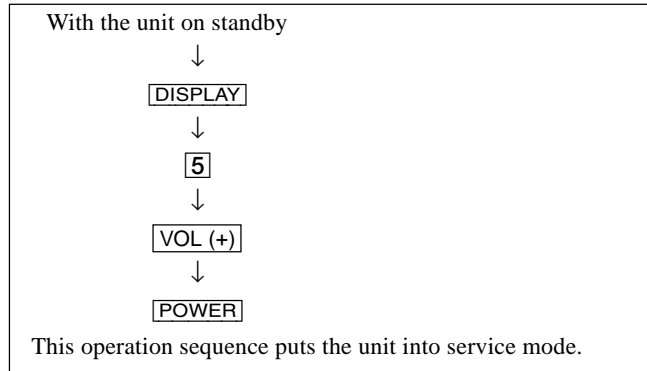 With the unit on standby
↓
DISPLAY
↓
5
↓
VOL (+)
↓
POWER
This operation sequence puts the unit into service mode.